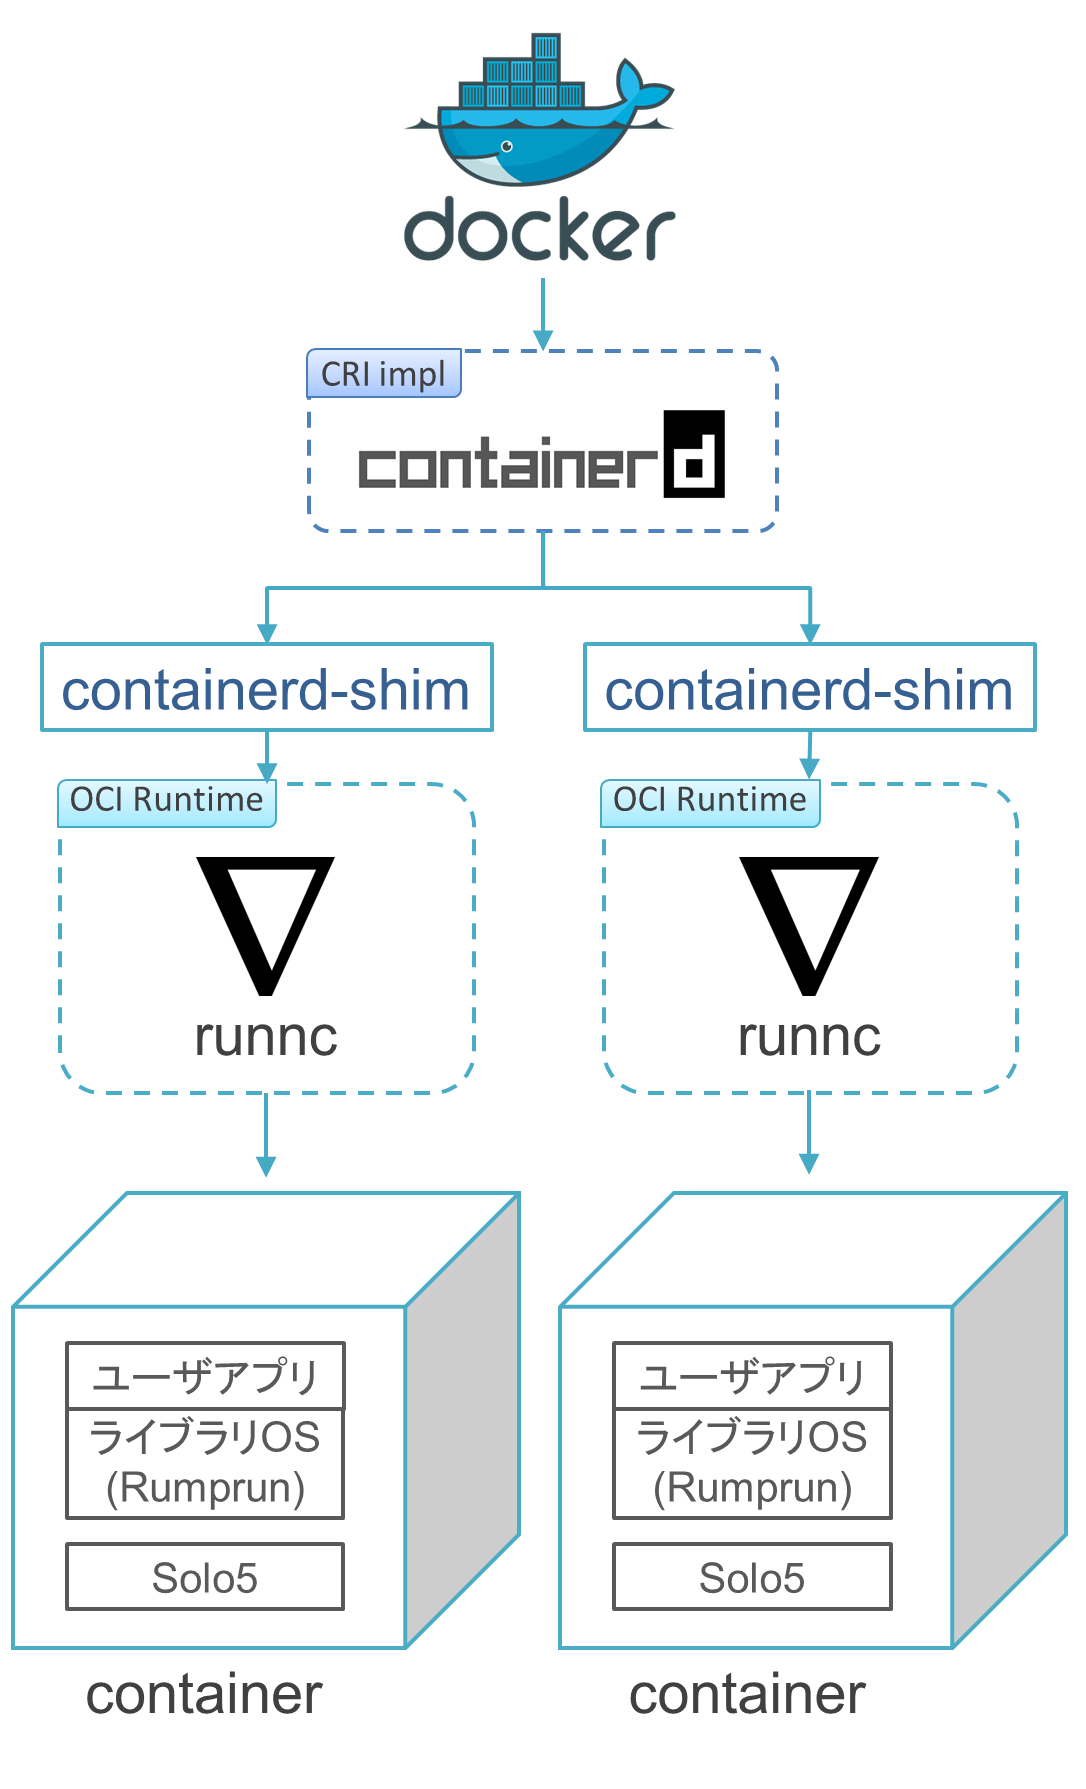 docker
CRI impl
containerd
containerd-shim
containerd-shim
OCI Runtime
OCI Runtime
runnc
runnc
ユーザアプリ
ライブラリOS
(Rumprun)
Solo5
container
ユーザアプリ
ライブラリOS
(Rumprun)
Solo5
container